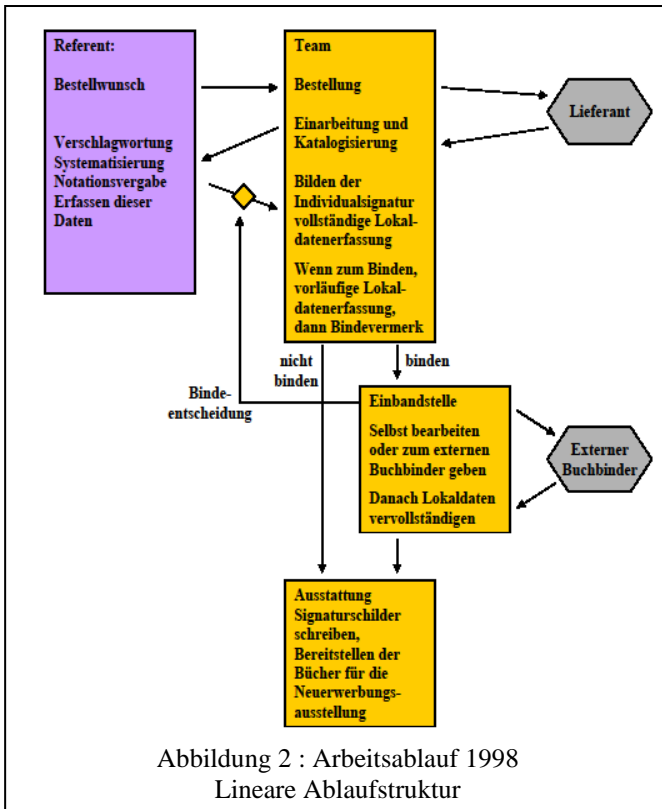 Referent:
Bestellwunsch
Verschlagwortung
Systematisierung
Notationsvergabe
Erfassen dieser
Daten
Team
Bestellung
Einarbeitung und
Katalogisierung
Bilden der
Individualsignatur
vollständige Lokal-
datenerfassung
Wenn zum Binden,
vorläufige Lokal-
datenerfassung,
dann Bindevermerk
Lieferant
nicht
binden
binden
Binde-
entscheidung
Einbandstelle
Selbst bearbeiten
oder zum externen
Buchbinder geben
Danach Lokaldaten
vervollständigen
Externer
Buchbinder
Ausstattung
Signaturschilder
schreiben,
Bereitstellen der
Bücher für die
Neuerwerbungs-
ausstellung
Abbildung 2 : Arbeitsablauf 1998
Lineare Ablaufstruktur